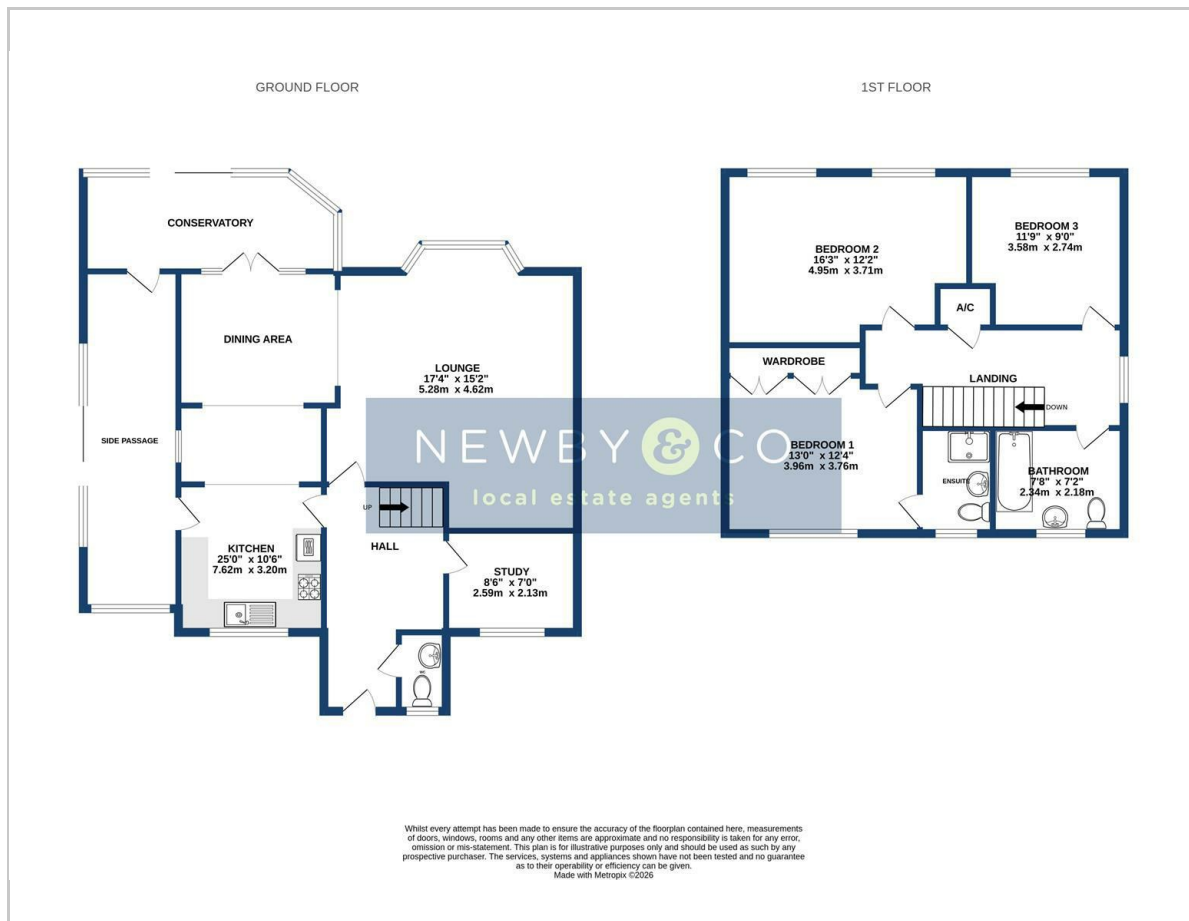 GROUND FLOOR
CONSERVATORY
DINING AREA
LOUNGE
17'4" x 15'2"
5.28m x 4.62m
SIDE PASSAGE
UP
HALL
KITCHEN
25'0" x 10'6"
7.62m x 3.20m
STUDY
8'6" x 7'0"
2.59m x 2.13m
WC
1ST FLOOR
BEDROOM 2
16'3" x 12'2"
4.95m x 3.71m
BEDROOM 3
11'9" x 9'0"
3.58m x 2.74m
A/C
WARDROBE
LANDING
DOWN
BEDROOM 1
13'0" x 12'4"
3.96m x 3.76m
ENSUITE
BATHROOM
7'8" x 7'2"
2.34m x 2.18m
NEWBY & CO
local estate agents
Whilst every attempt has been made to ensure the accuracy of the floorplan contained here, measurements
of doors, windows, rooms and any other items are approximate and no responsibility is taken for any error,
omission or mis-statement. This plan is for illustrative purposes only and should be used as such by any
prospective purchaser. The services, systems and appliances shown have not been tested and no guarantee
as to their operability or efficiency can be given.
Made with Metropix ©2026